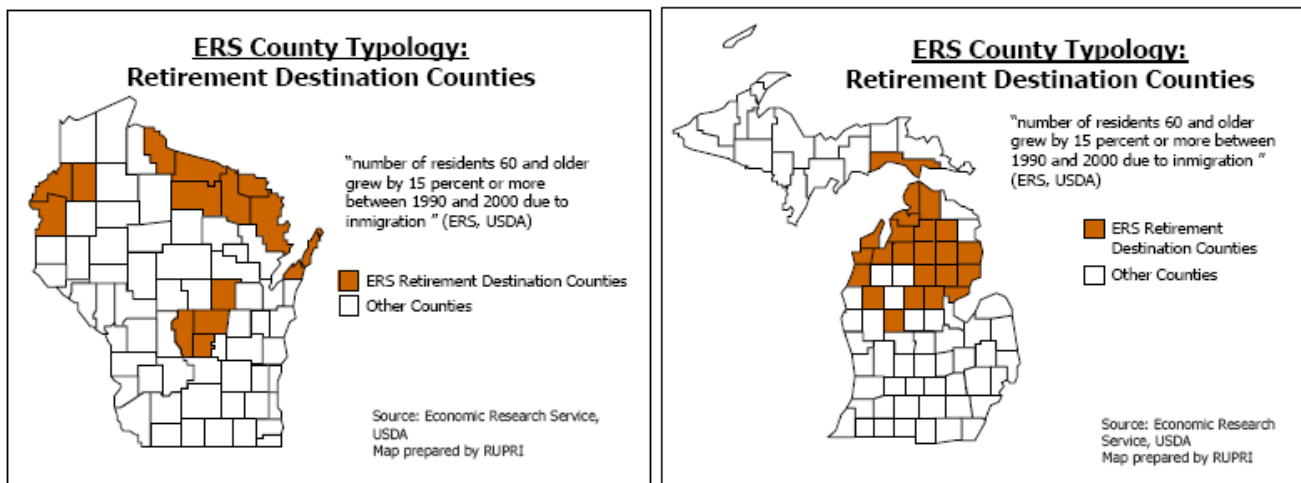 ERS County Typology:
Retirement Destination Counties
"number of residents 60 and older
grew by 15 percent or more
between 1990 and 2000 due to
inmigration " (ERS, USDA)
ERS Retirement Destination Counties
Other Counties
Source: Economic Research Service,
USDA
Map prepared by RUPRI
ERS County Typology:
Retirement Destination Counties
"number of residents 60 and older
grew by 15 percent or more between
1990 and 2000 due to inmigration "
(ERS, USDA)
ERS Retirement
Destination Counties
Other Counties
Source: Economic Research
Service, USDA
Map prepared by RUPRI